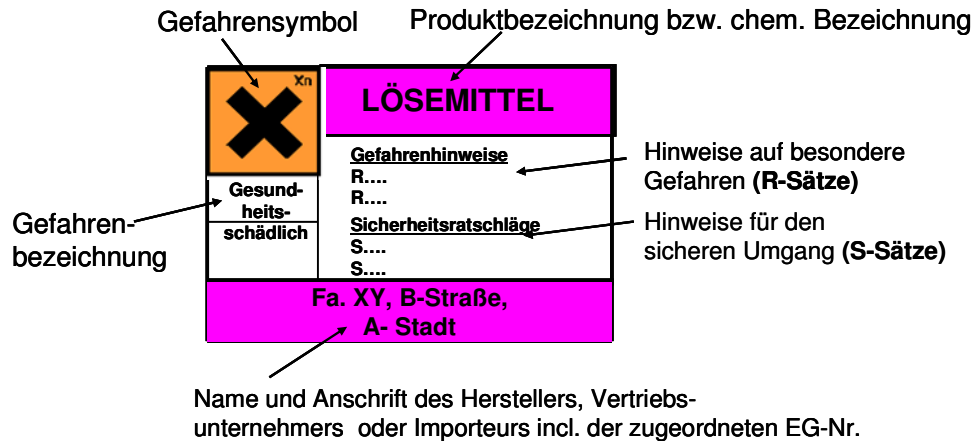 Gefahrensymbol
Produktbezeichnung bzw. chem. Bezeichnung
Xn
LÖSEMITTEL
Gefahrenhinweise
R....
R....
Sicherheitsratschläge
S....
S....
Gesund-
heits-
schädlich
Gefahren-
bezeichnung
Hinweise auf besondere
Gefahren (R-Sätze)
Hinweise für den
sicheren Umgang (S-Sätze)
Fa. XY, B-Straße,
A- Stadt
Name und Anschrift des Herstellers, Vertriebs-
unternehmers oder Importeurs incl. der zugeordneten EG-Nr.